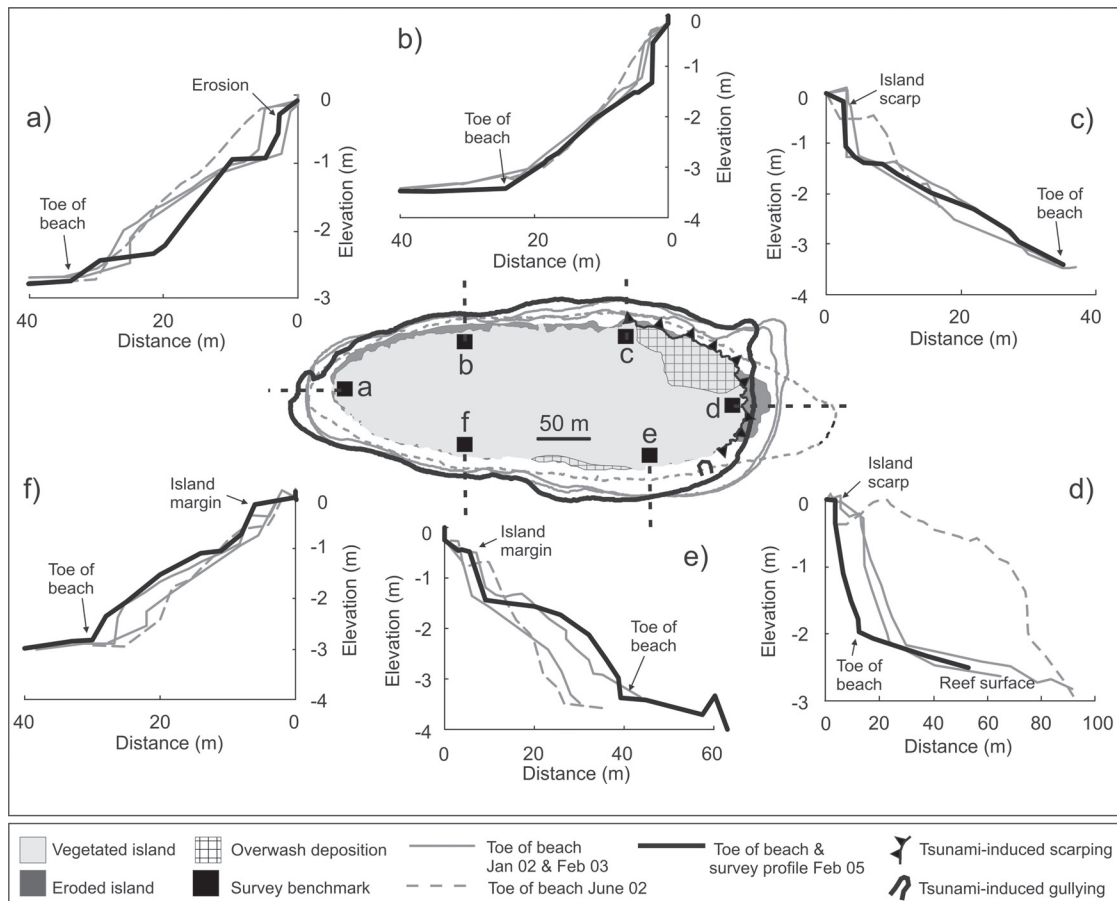 a)
Erosion
Toe of
beach
0
-1
-2
-3
Elevation (m)
40
20
0
Distance (m)
b)
Toe of
beach
0
-1
-2
-3
-4
Elevation (m)
40
20
0
Distance (m)
c)
Island
scarp
Toe of
beach
0
-1
-2
-3
-4
Elevation (m)
0
20
40
Distance (m)
a
b
c
d
e
f
50 m
f)
Island
margin
Toe of
beach
0
-1
-2
-3
-4
Elevation (m)
40
20
0
Distance (m)
e)
Island
margin
Toe of
beach
0
-1
-2
-3
-4
Elevation (m)
0
20
40
60
Distance (m)
d)
Island
scarp
Toe of
beach
Reef surface
0
-1
-2
-3
Elevation (m)
0
20
40
60
80
100
Distance (m)
Vegetated island
Eroded island
Overwash deposition
Survey benchmark
Toe of beach
Jan 02 & Feb 03
Toe of beach June 02
Toe of beach &
survey profile Feb 05
Tsunami-induced scarping
Tsunami-induced gullying